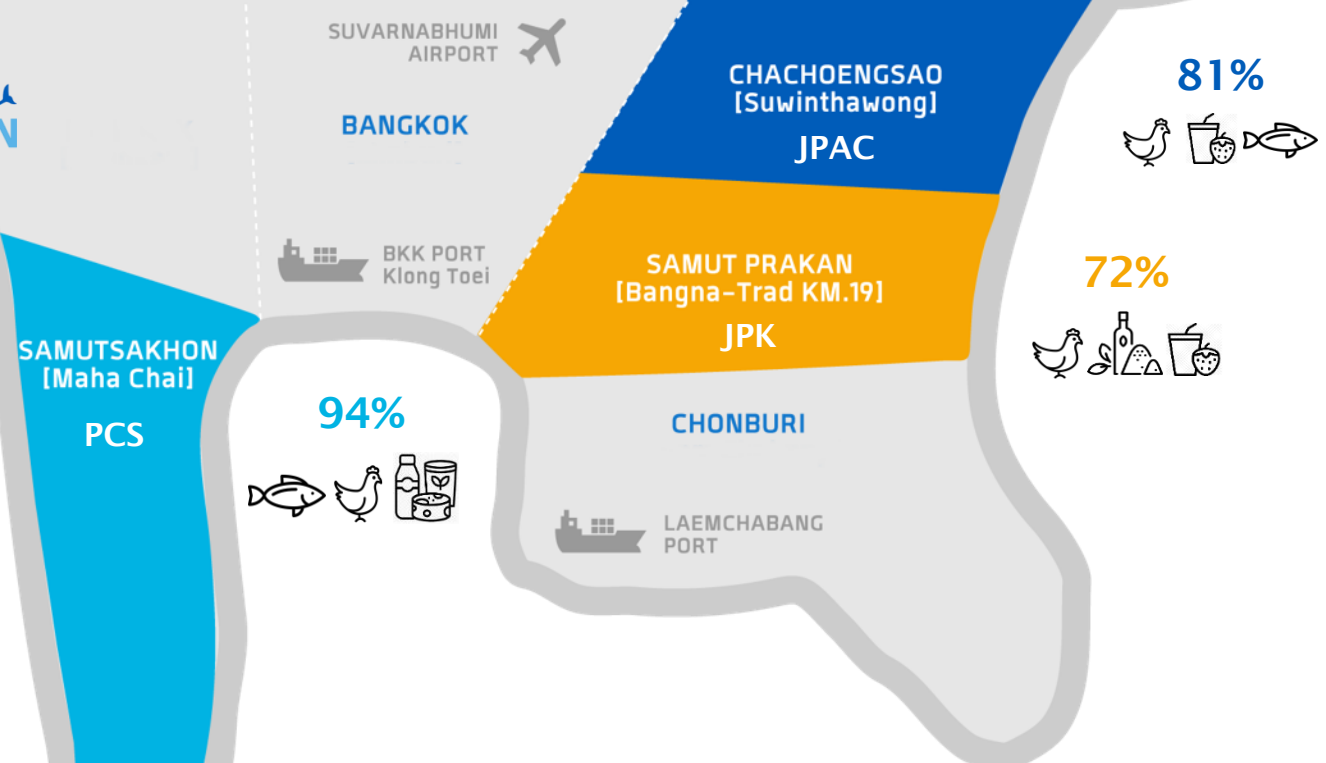 SUVARNABHUMI
AIRPORT
BANGKOK
N
BKK PORT
Klong Toei
CHACHOENGSAO
[Suwinthawong]
JPAC
81%
SAMUT PRAKAN
[Bangna-Trad KM.19]
JPK
72%
SAMUTSAKHON
[Maha Chai]
PCS
94%
CHONBURI
LAEMCHABANG
PORT